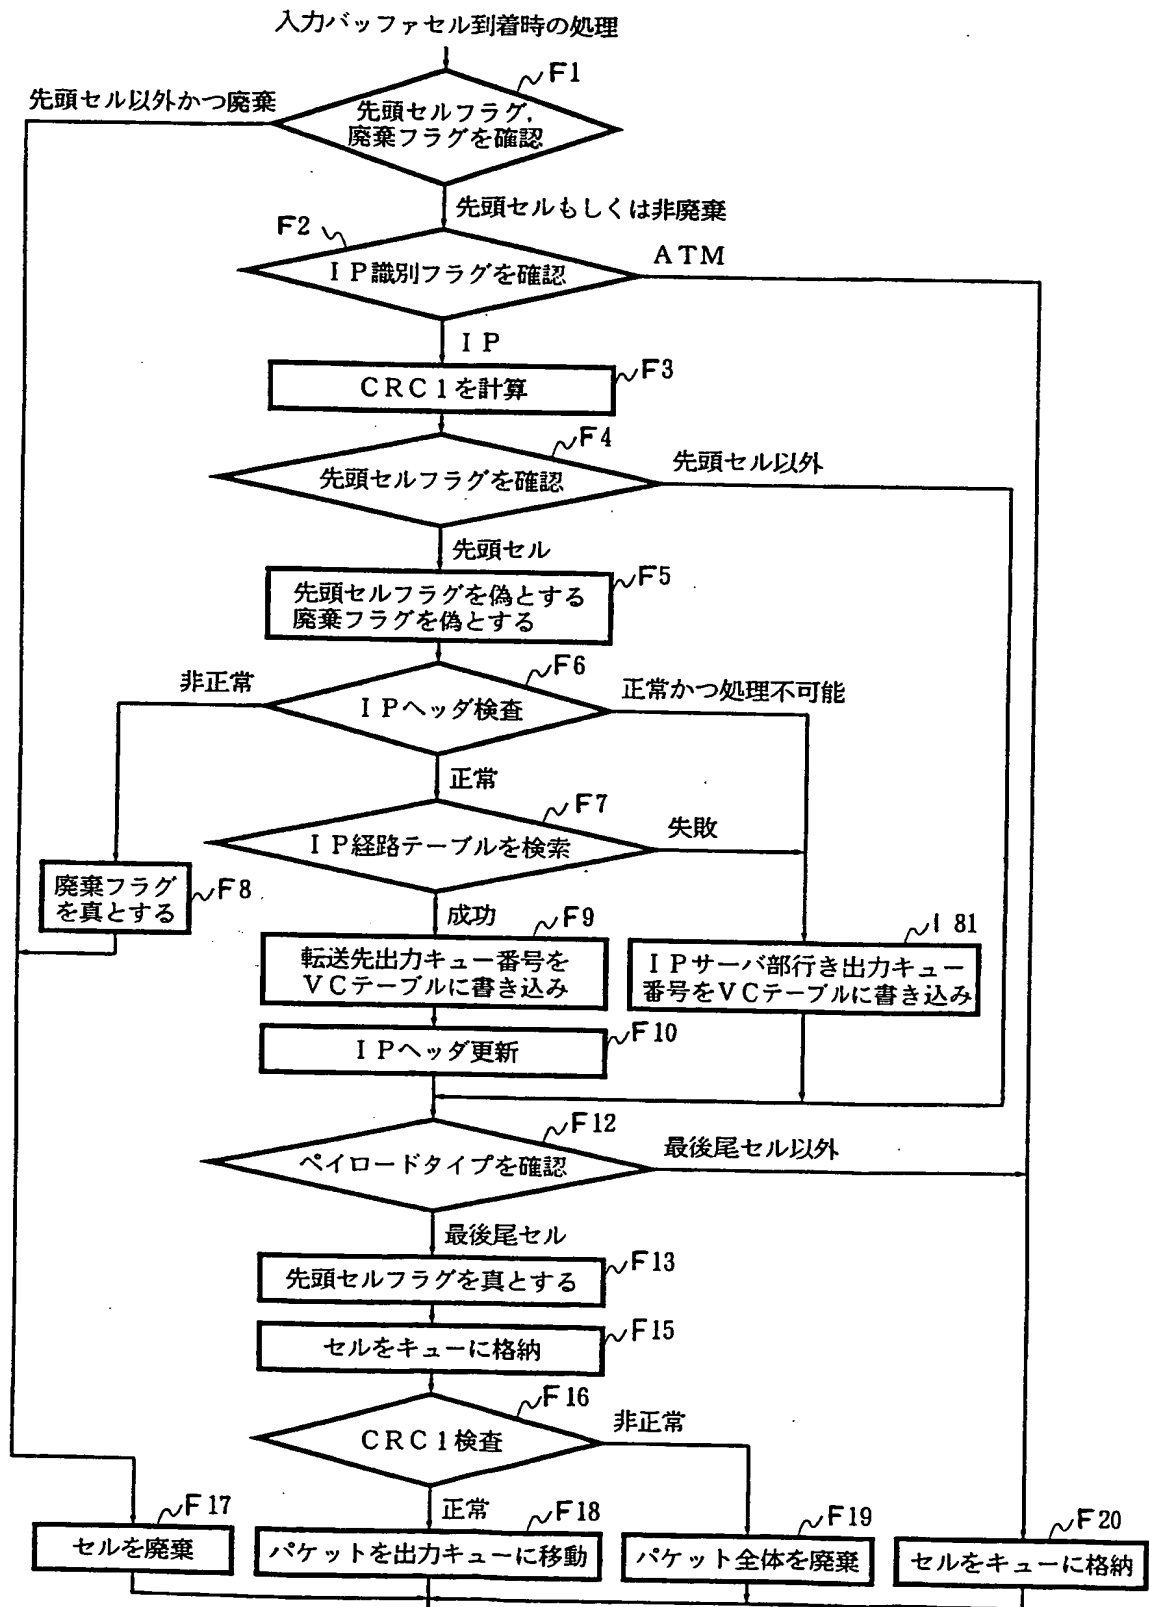 入力バッファセル到着時の処理
F1
先頭セル以外かつ廃棄
先頭セルフラグ,
廃棄フラグを確認
先頭セルもしくは非廃棄
F2
IP識別フラグを確認
ATM
IP
F3
CRC1を計算
F4
先頭セルフラグを確認
先頭セル以外
先頭セル
F5
先頭セルフラグを偽とする
廃棄フラグを偽とする
F6
非正常
IPヘッダ検査
正常かつ処理不可能
正常
F7
IP経路テーブルを検索
失敗
廃棄フラグ
を真とする
F8
成功
F9
転送先出力キュー番号を
VCテーブルに書き込み
I 81
IPサーバ部行き出力キュー
番号をVCテーブルに書き込み
F10
IPヘッダ更新
F12
ペイロードタイプを確認
最後尾セル以外
最後尾セル
F13
先頭セルフラグを真とする
F15
セルをキューに格納
F16
CRC1検査
非正常
正常
F17
セルを廃棄
F18
パケットを出力キューに移動
F19
パケット全体を廃棄
F20
セルをキューに格納